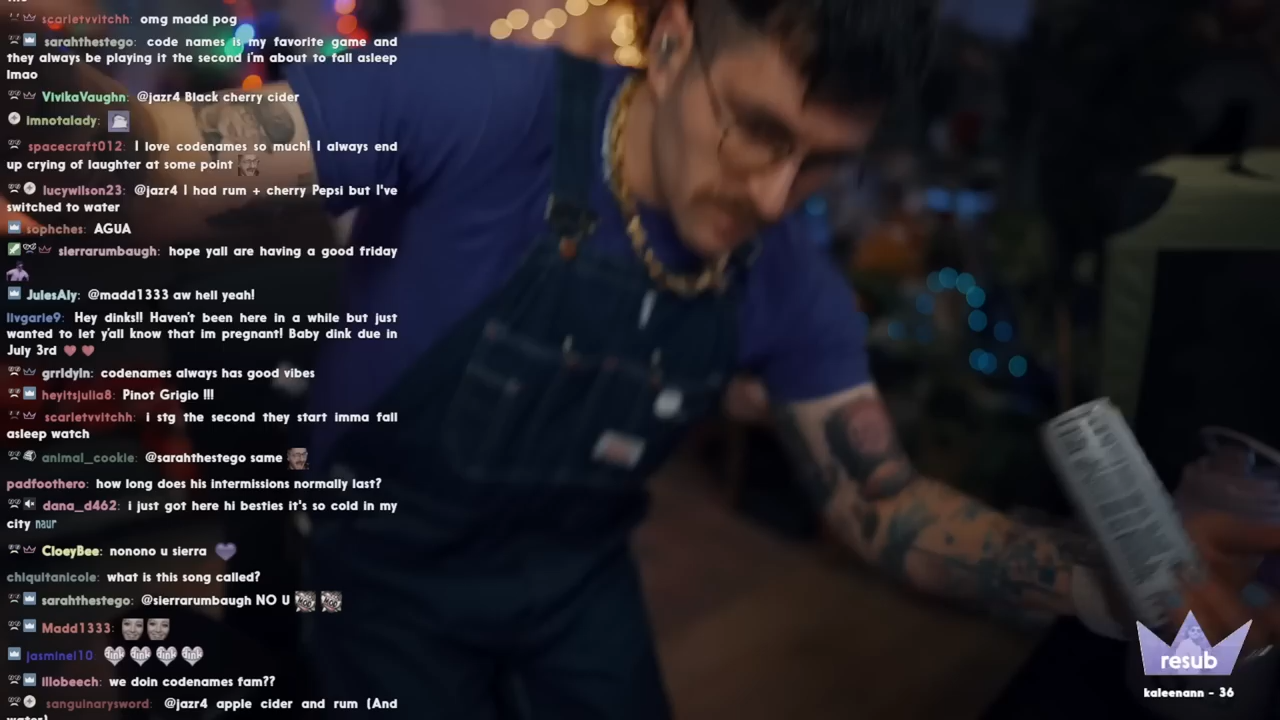 scarletvvitchh: omg madd pog
sarahthestego: code names is my favorite game and
they always be playing it the second i'm about to fall asleep
lmao
VivikaVaughn: @jazr4 Black cherry cider
imnotalady:
spacecraft012: I love codenames so much! I always end
up crying of laughter at some point
lucywilson23: @jazr4 I had rum + cherry Pepsi but I've
switched to water
sophches: AGUA
sierrarumbaugh: hope yall are having a good friday
JulesAly: @madd1333 aw hell yeah!
livgarie9: Hey dinks!! Haven't been here in a while but just
wanted to let y'all know that im pregnant! Baby dink due in
July 3rd
grridyin: codenames always has good vibes
heyitsjulia8: Pinot Grigio !!!
scarletvvitchh: i stg the second they start imma fall
asleep watch
animal_cookie: @sarahthestego same
padfoothero: how long does his intermissions normally last?
dana_d462: i just got here hi besties it's so cold in my
city naur
CloeyBee: nonono u sierra
chiquitanicole: what is this song called?
sarahthestego: @sierrarumbaugh NO U
Madd1333:
jasminel10: dink dink dink dink
illobeech: we doin codenames fam??
sanguinarysword: @jazr4 apple cider and rum (And
water)
resub
kaleenann - 36